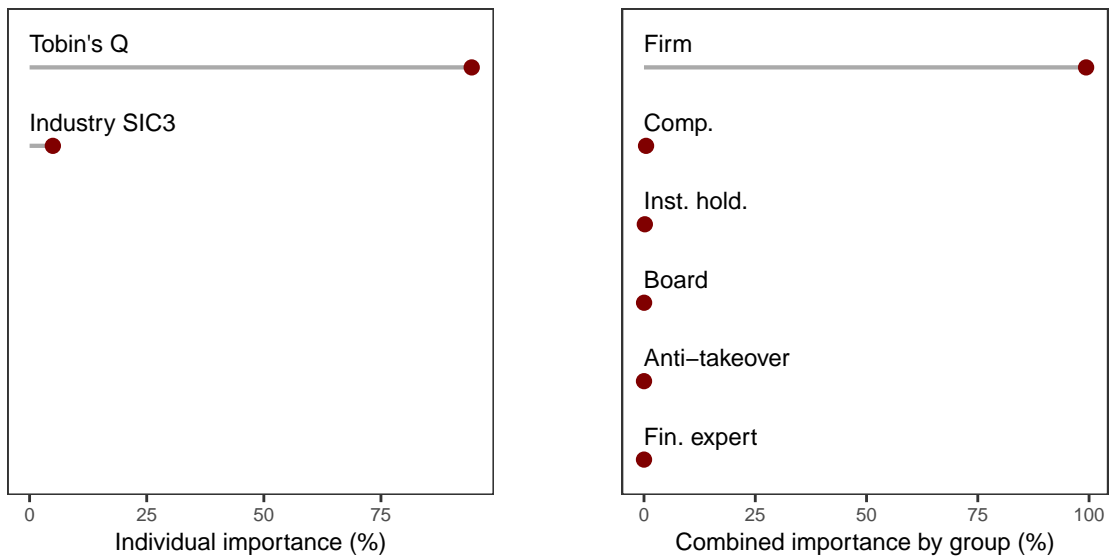 Tobin's Q
Industry SIC3
0 25 50 75
Individual importance (%)
Firm
Comp.
Inst. hold.
Board
Anti−takeover
Fin. expert
0 25 50 75 100
Combined importance by group (%)